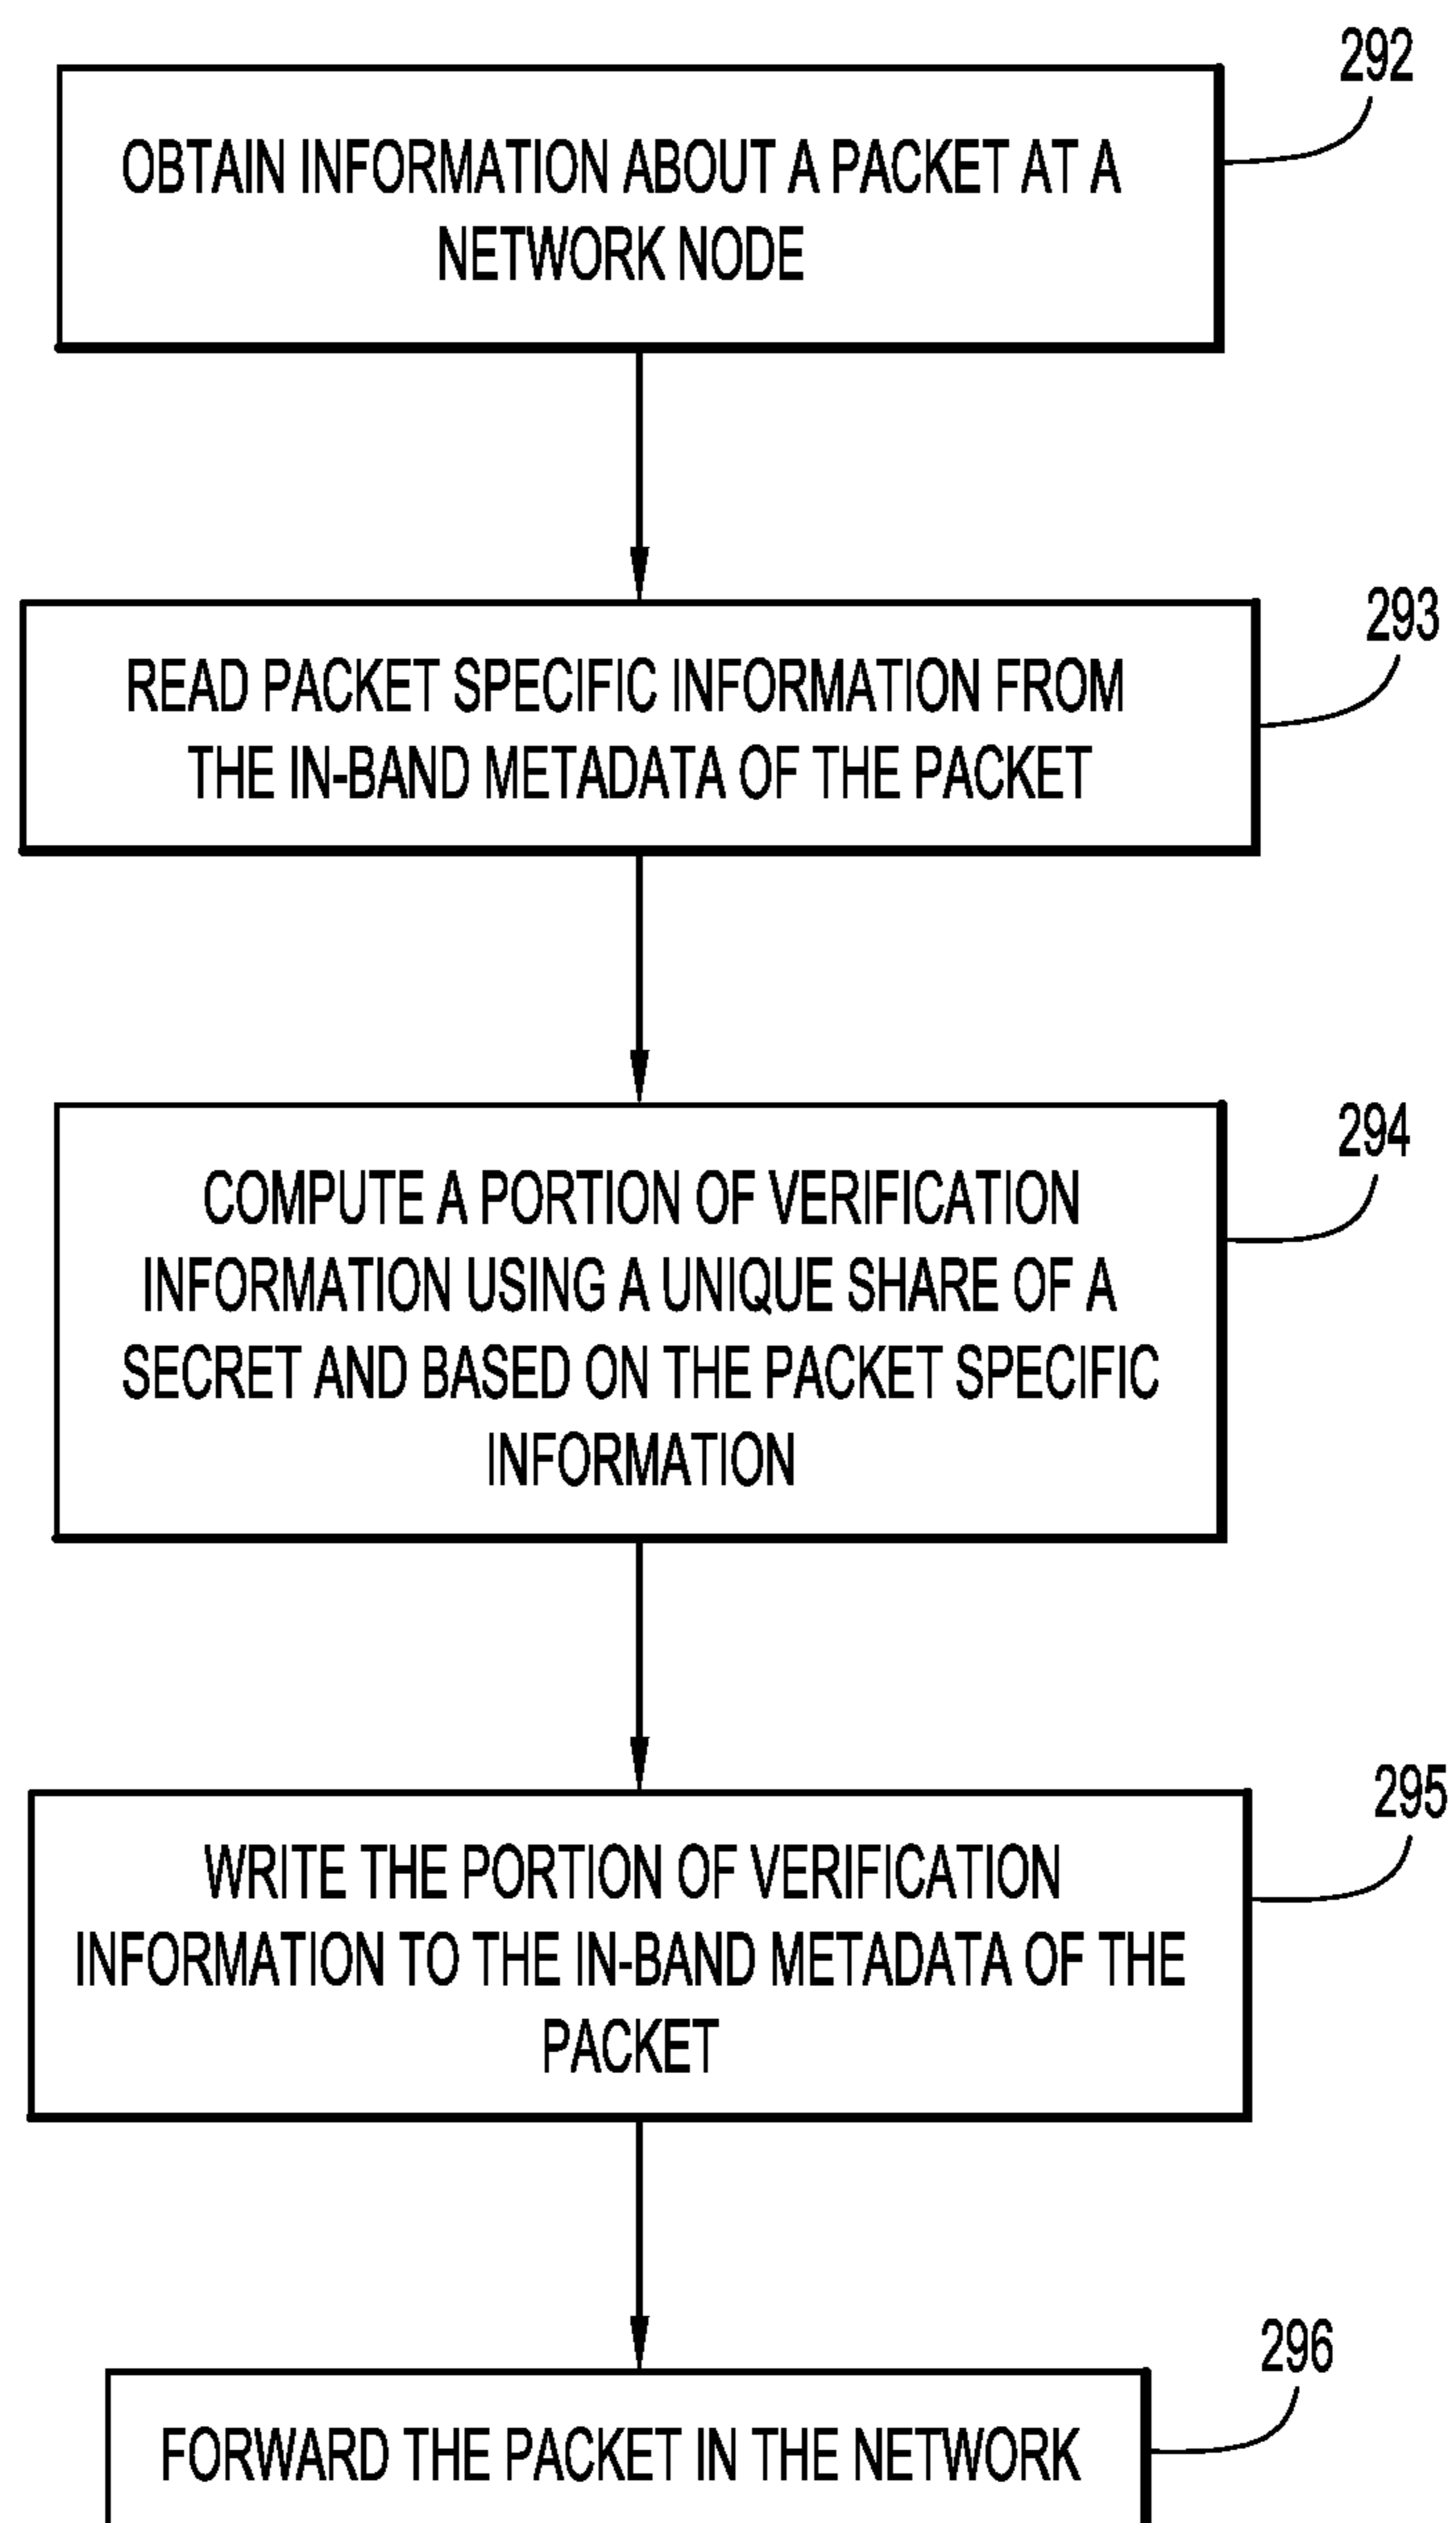 292
OBTAIN INFORMATION ABOUT A PACKET AT A
NETWORK NODE
293
READ PACKET SPECIFIC INFORMATION FROM
THE IN-BAND METADATA OF THE PACKET
294
COMPUTE A PORTION OF VERIFICATION
INFORMATION USING A UNIQUE SHARE OF A
SECRET AND BASED ON THE PACKET SPECIFIC
INFORMATION
295
WRITE THE PORTION OF VERIFICATION
INFORMATION TO THE IN-BAND METADATA OF THE
PACKET
296
FORWARD THE PACKET IN THE NETWORK